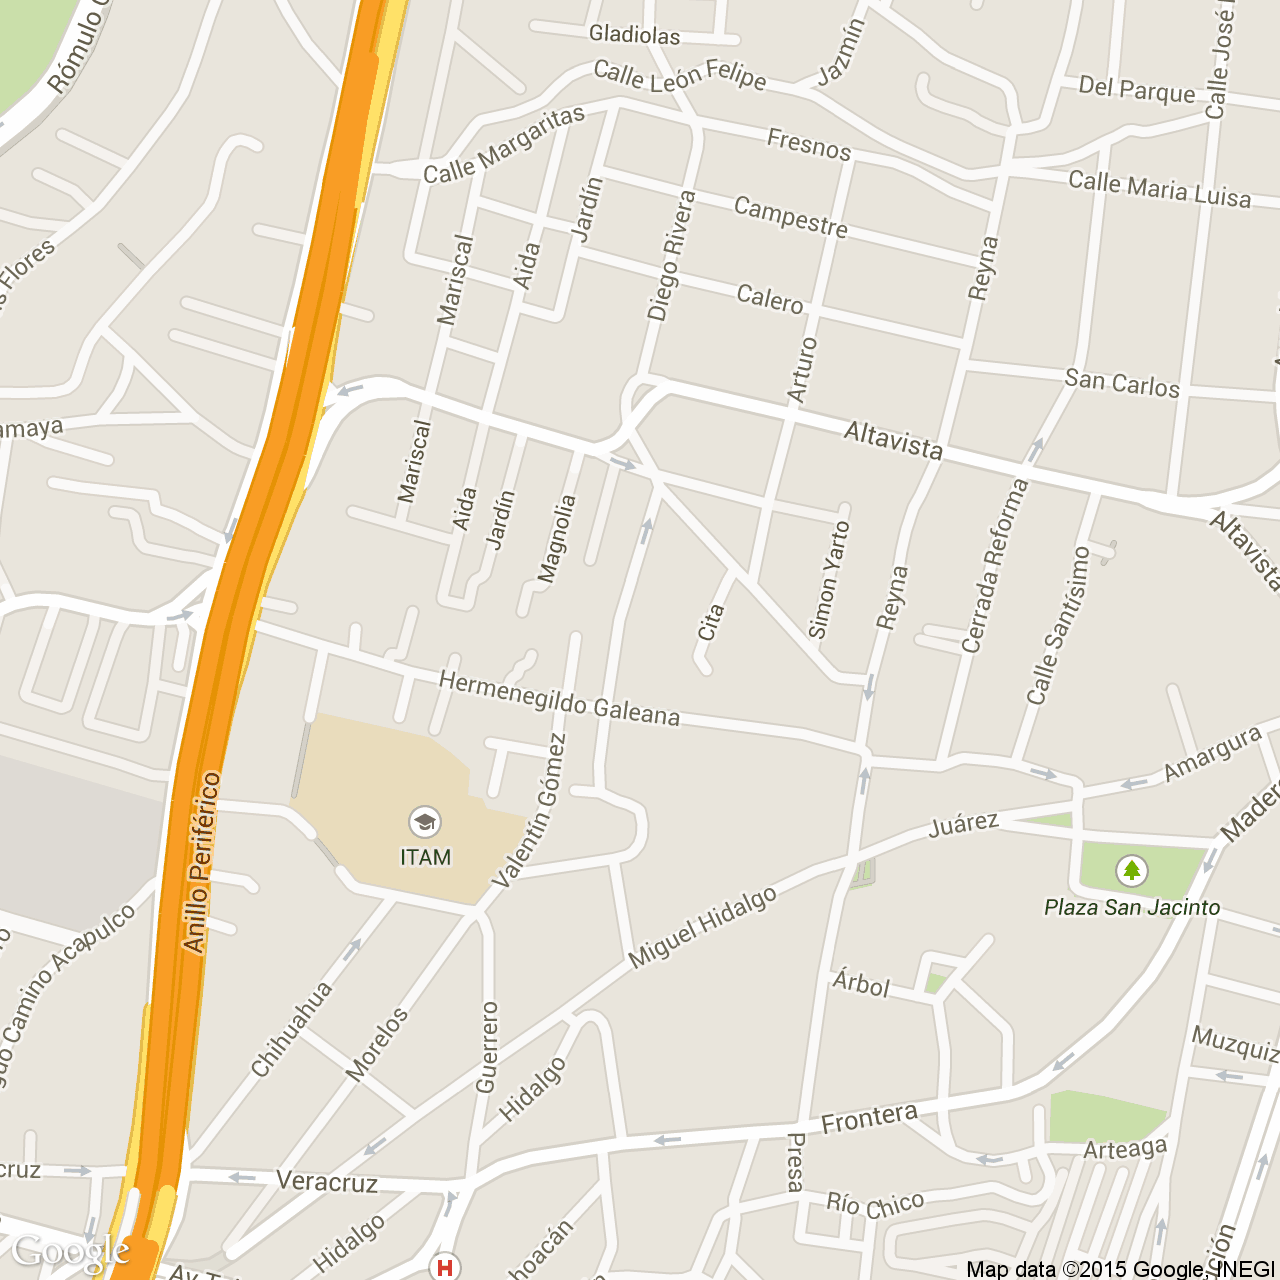 Gladiolas
Rómulo
Calle León Felipe
Jazmín
Del Parque
Calle José
Calle Margaritas
Fresnos
Calle Maria Luisa
Jardín
Campestre
Diego Rivera
Flores
Mariscal
Aida
Reyna
Calero
Arturo
San Carlos
amaya
Altavista
Mariscal
Aida
Jardín
Magnolia
Altavista
Simon Yarto
Reyna
Cerrada Reforma
Calle Santísimo
Cita
Hermenegildo Galeana
Amargura
Valentín Gómez
Anillo Periférico
Juárez
Madero
ITAM
Plaza San Jacinto
Miguel Hidalgo
Camino Acapulco
Árbol
Chihuahua
Morelos
Guerrero
Muzquiz
Hidalgo
Frontera
Presa
Arteaga
cruz
Veracruz
Río Chico
Hidalgo
hoacán
Google
H
Av
Map data ©2015 Google, INEGI